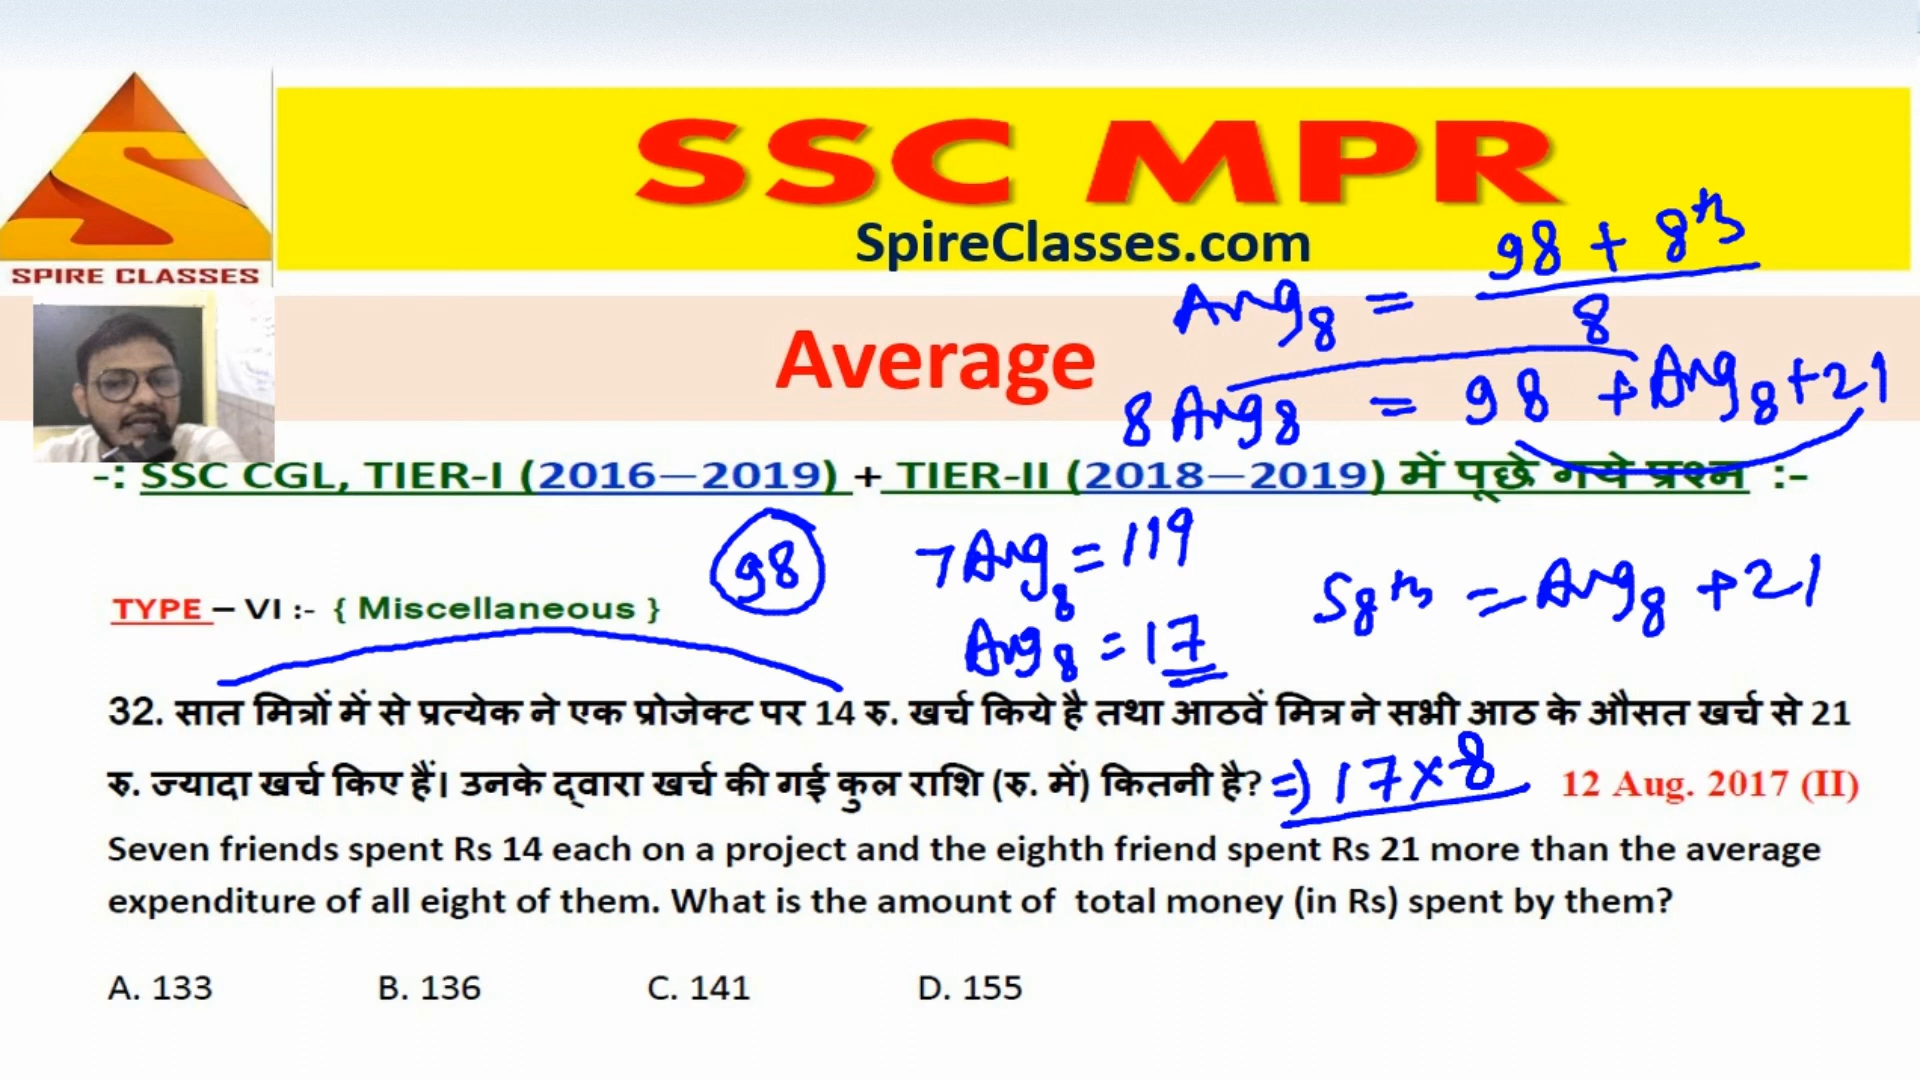 SSC MPR
SpireClasses.com
SPIRE CLASSES
Average
Avg8 = 98 + 8th / 8
8 Avg8 = 98 + Avg8 + 21
-: SSC CGL, TIER-I (2016—2019) + TIER-II (2018—2019) में पूछे गये प्रश्न :-
98
7 Avg8 = 119
Avg8 = 17
S8th = Avg8 + 21
TYPE – VI :- { Miscellaneous }
32. सात मित्रों में से प्रत्येक ने एक प्रोजेक्ट पर 14 रु. खर्च किये है तथा आठवें मित्र ने सभी आठ के औसत खर्च से 21
रु. ज्यादा खर्च किए हैं। उनके द्वारा खर्च की गई कुल राशि (रु. में) कितनी है? => 17 x 8 12 Aug. 2017 (II)
Seven friends spent Rs 14 each on a project and the eighth friend spent Rs 21 more than the average
expenditure of all eight of them. What is the amount of total money (in Rs) spent by them?
A. 133 B. 136 C. 141 D. 155